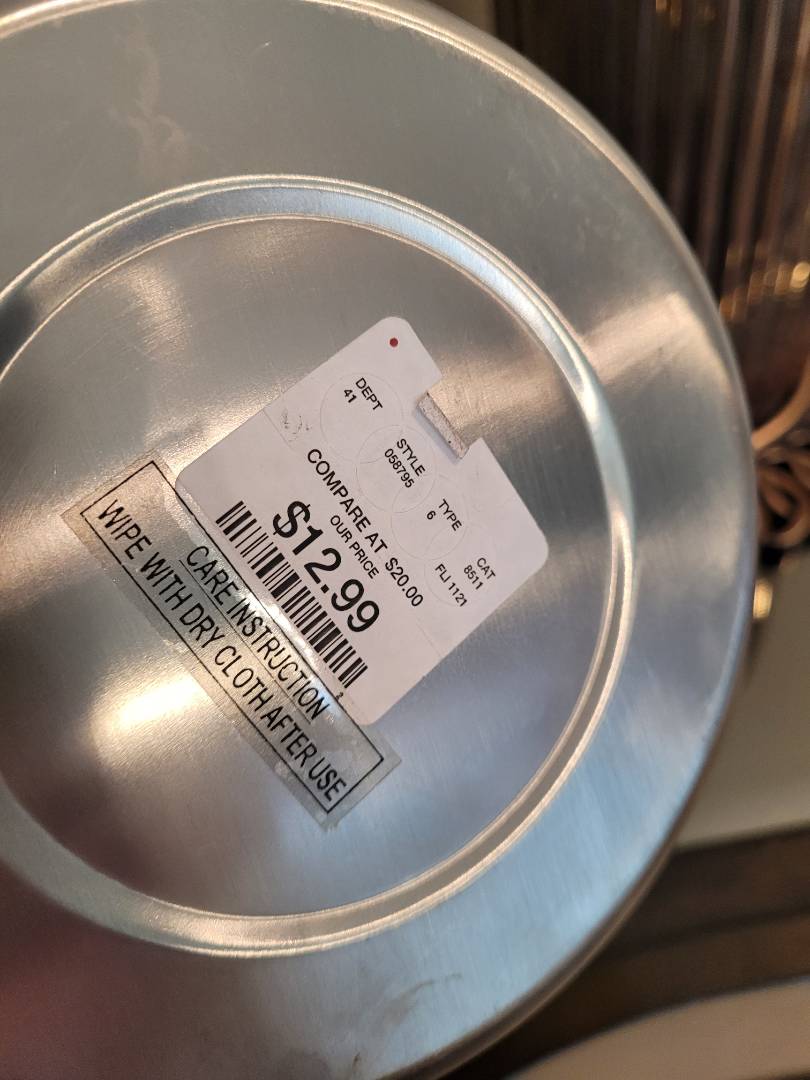 DEPT
41
STYLE
058795
TYPE
6
CAT
8511
FLI 1121
COMPARE AT $20.00
OUR PRICE
$12.99
2
CARE INSTRUCTION
WIPE WITH DRY CLOTH AFTER USE